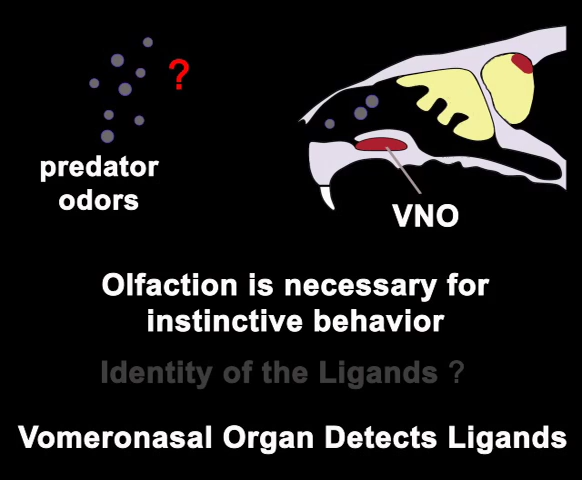 ?
predator
odors
VNO
Olfaction is necessary for
instinctive behavior
Identity of the Ligands ?
Vomeronasal Organ Detects Ligands